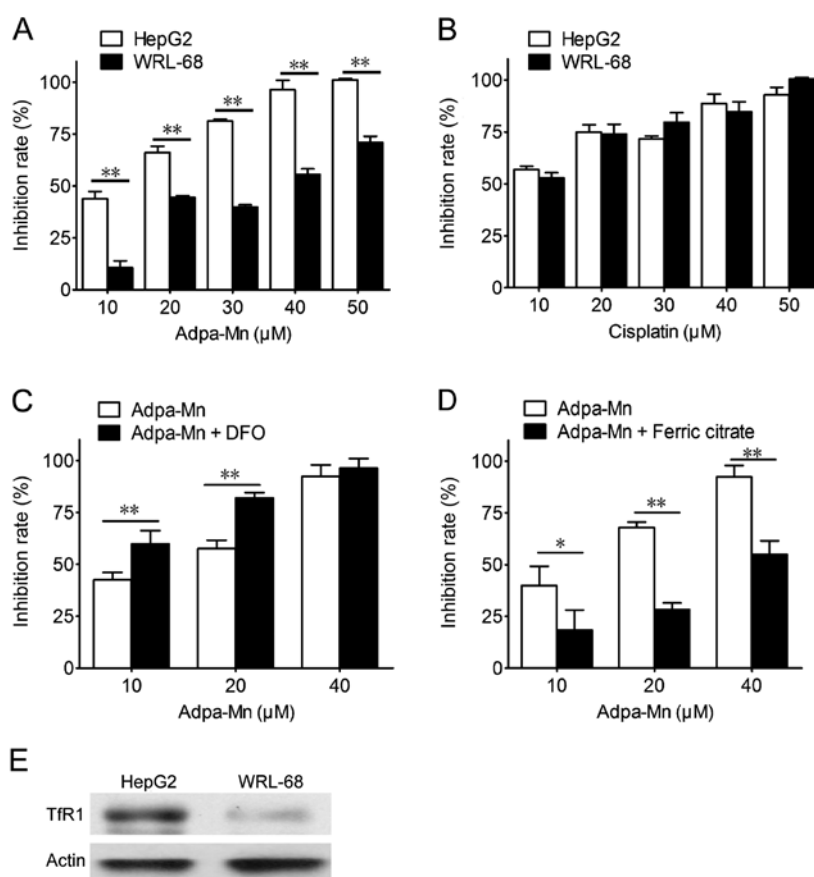 A
HepG2
WRL-68
Inhibition rate (%)
100
75
50
25
0
** ** ** ** **
10 20 30 40 50
Adpa-Mn (μM)
B
HepG2
WRL-68
Inhibition rate (%)
100
75
50
25
0
10 20 30 40 50
Cisplatin (μM)
C
Adpa-Mn
Adpa-Mn + DFO
Inhibition rate (%)
100
75
50
25
0
** **
10 20 40
Adpa-Mn (μM)
D
Adpa-Mn
Adpa-Mn + Ferric citrate
Inhibition rate (%)
100
75
50
25
0
* ** **
10 20 40
Adpa-Mn (μM)
E
HepG2 WRL-68
TfR1
Actin